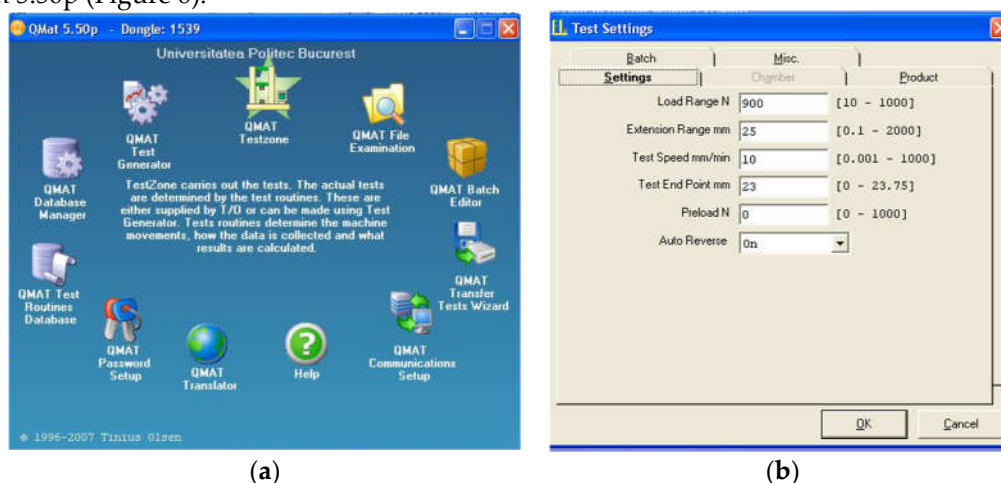 5.50p (Figure 6).
QMat 5.50p - Dongle: 1539
Universitatea Politec Bucurest
QMAT
Testzone
QMAT
Test
Generator
QMAT File
Examination
QMAT
Database
Manager
QMAT Batch
Editor
TestZone carries out the tests. The actual tests
are determined by the test routines. These are
either supplied by T/O or can be made using Test
Generator. Tests routines determine the machine
movements, how the data is collected and what
results are calculated.
QMAT Test
Routines
Database
QMAT
Transfer
Tests Wizard
QMAT
Password
Setup
QMAT
Translator
Help
QMAT
Communications
Setup
© 1996-2007 Tinius Olsen
(a)
Test Settings
Batch Misc.
Settings Chamber Product
Load Range N 900 [10 - 1000]
Extension Range mm 25 [0.1 - 2000]
Test Speed mm/min 10 [0.001 - 1000]
Test End Point mm 23 [0 - 23.75]
Preload N 0 [0 - 1000]
Auto Reverse On
OK Cancel
(b)